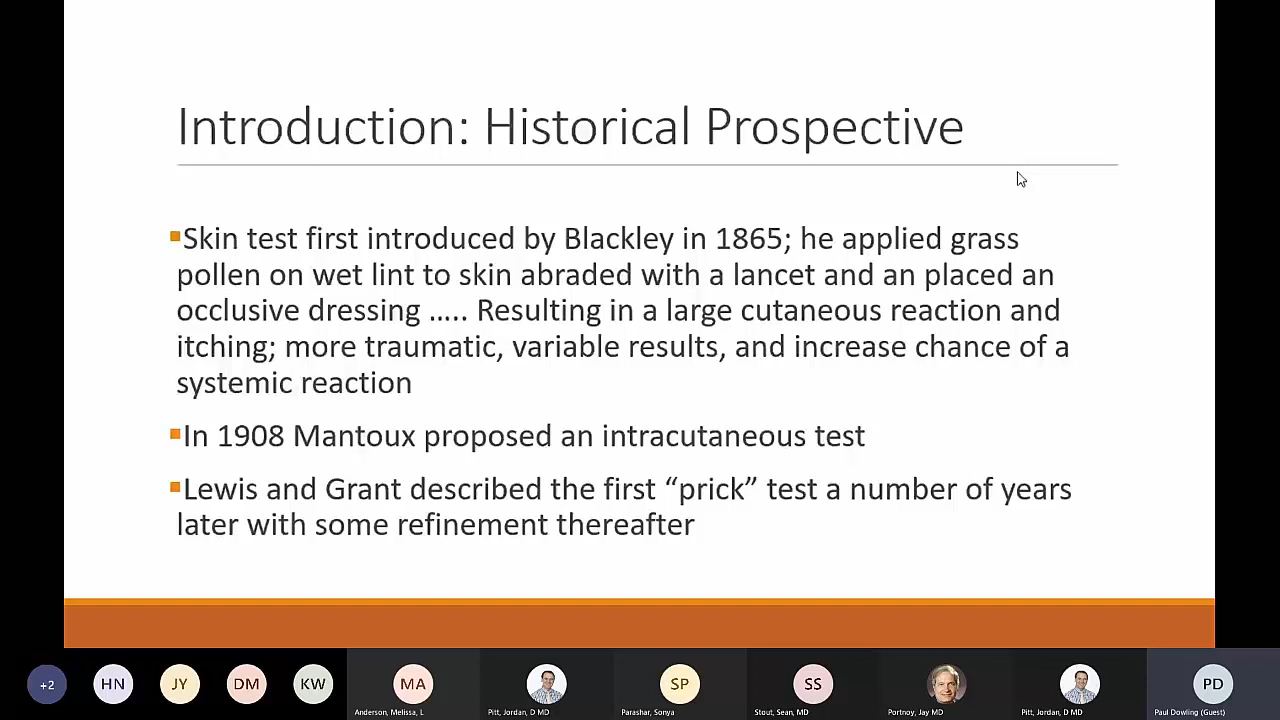 Introduction: Historical Prospective
▪Skin test first introduced by Blackley in 1865; he applied grass
pollen on wet lint to skin abraded with a lancet and an placed an
occlusive dressing ..... Resulting in a large cutaneous reaction and
itching; more traumatic, variable results, and increase chance of a
systemic reaction
▪In 1908 Mantoux proposed an intracutaneous test
▪Lewis and Grant described the first “prick” test a number of years
later with some refinement thereafter
+2 HN JY DM KW MA SP SS PD
Anderson, Melissa, L Pitt, Jordan, D MD Parashar, Sonya Stout, Sean, MD Portnoy, Jay MD Pitt, Jordan, D MD Paul Dowling (Guest)